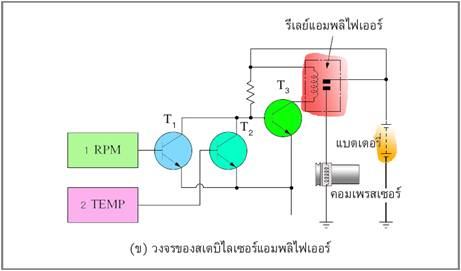 รีเลย์แอมพลิไฟเออร์
T3
T1
T2
1 RPM
แบตเตอรี่
คอมเพรสเซอร์
2 TEMP
(ข) วงจรของสเตบิไลเซอร์แอมพลิไฟเออร์